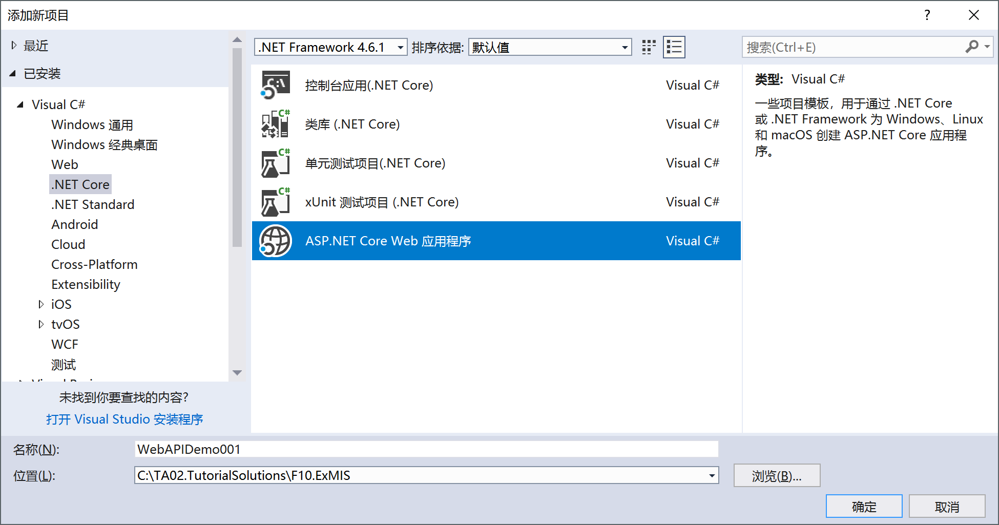 添加新项目
?
最近
已安装
Visual C#
Windows 通用
Windows 经典桌面
Web
.NET Core
.NET Standard
Android
Cloud
Cross-Platform
Extensibility
iOS
tvOS
WCF
测试
未找到你要查找的内容?
打开 Visual Studio 安装程序
.NET Framework 4.6.1 排序依据: 默认值
搜索(Ctrl+E)
控制台应用(.NET Core) Visual C#
类库 (.NET Core) Visual C#
单元测试项目(.NET Core) Visual C#
xUnit 测试项目 (.NET Core) Visual C#
ASP.NET Core Web 应用程序 Visual C#
类型: Visual C#
一些项目模板，用于通过 .NET Core
或 .NET Framework 为 Windows、Linux
和 macOS 创建 ASP.NET Core 应用程
序。
名称(N): WebAPIDemo001
位置(L): C:\TA02.TutorialSolutions\F10.ExMIS
浏览(B)...
确定
取消